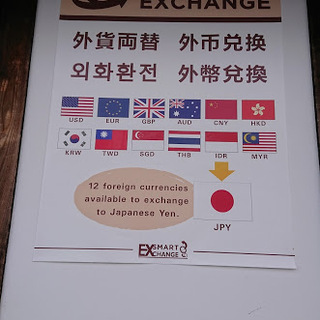 EXCHANGE
外貨両替 外币兑换
외화환전 外幣兌換
USD EUR GBP AUD CNY HKD
KRW TWD SGD THB IDR MYR
12 foreign currencies
available to exchange
to Japanese Yen.
JPY
EXSMART
XCHANGE